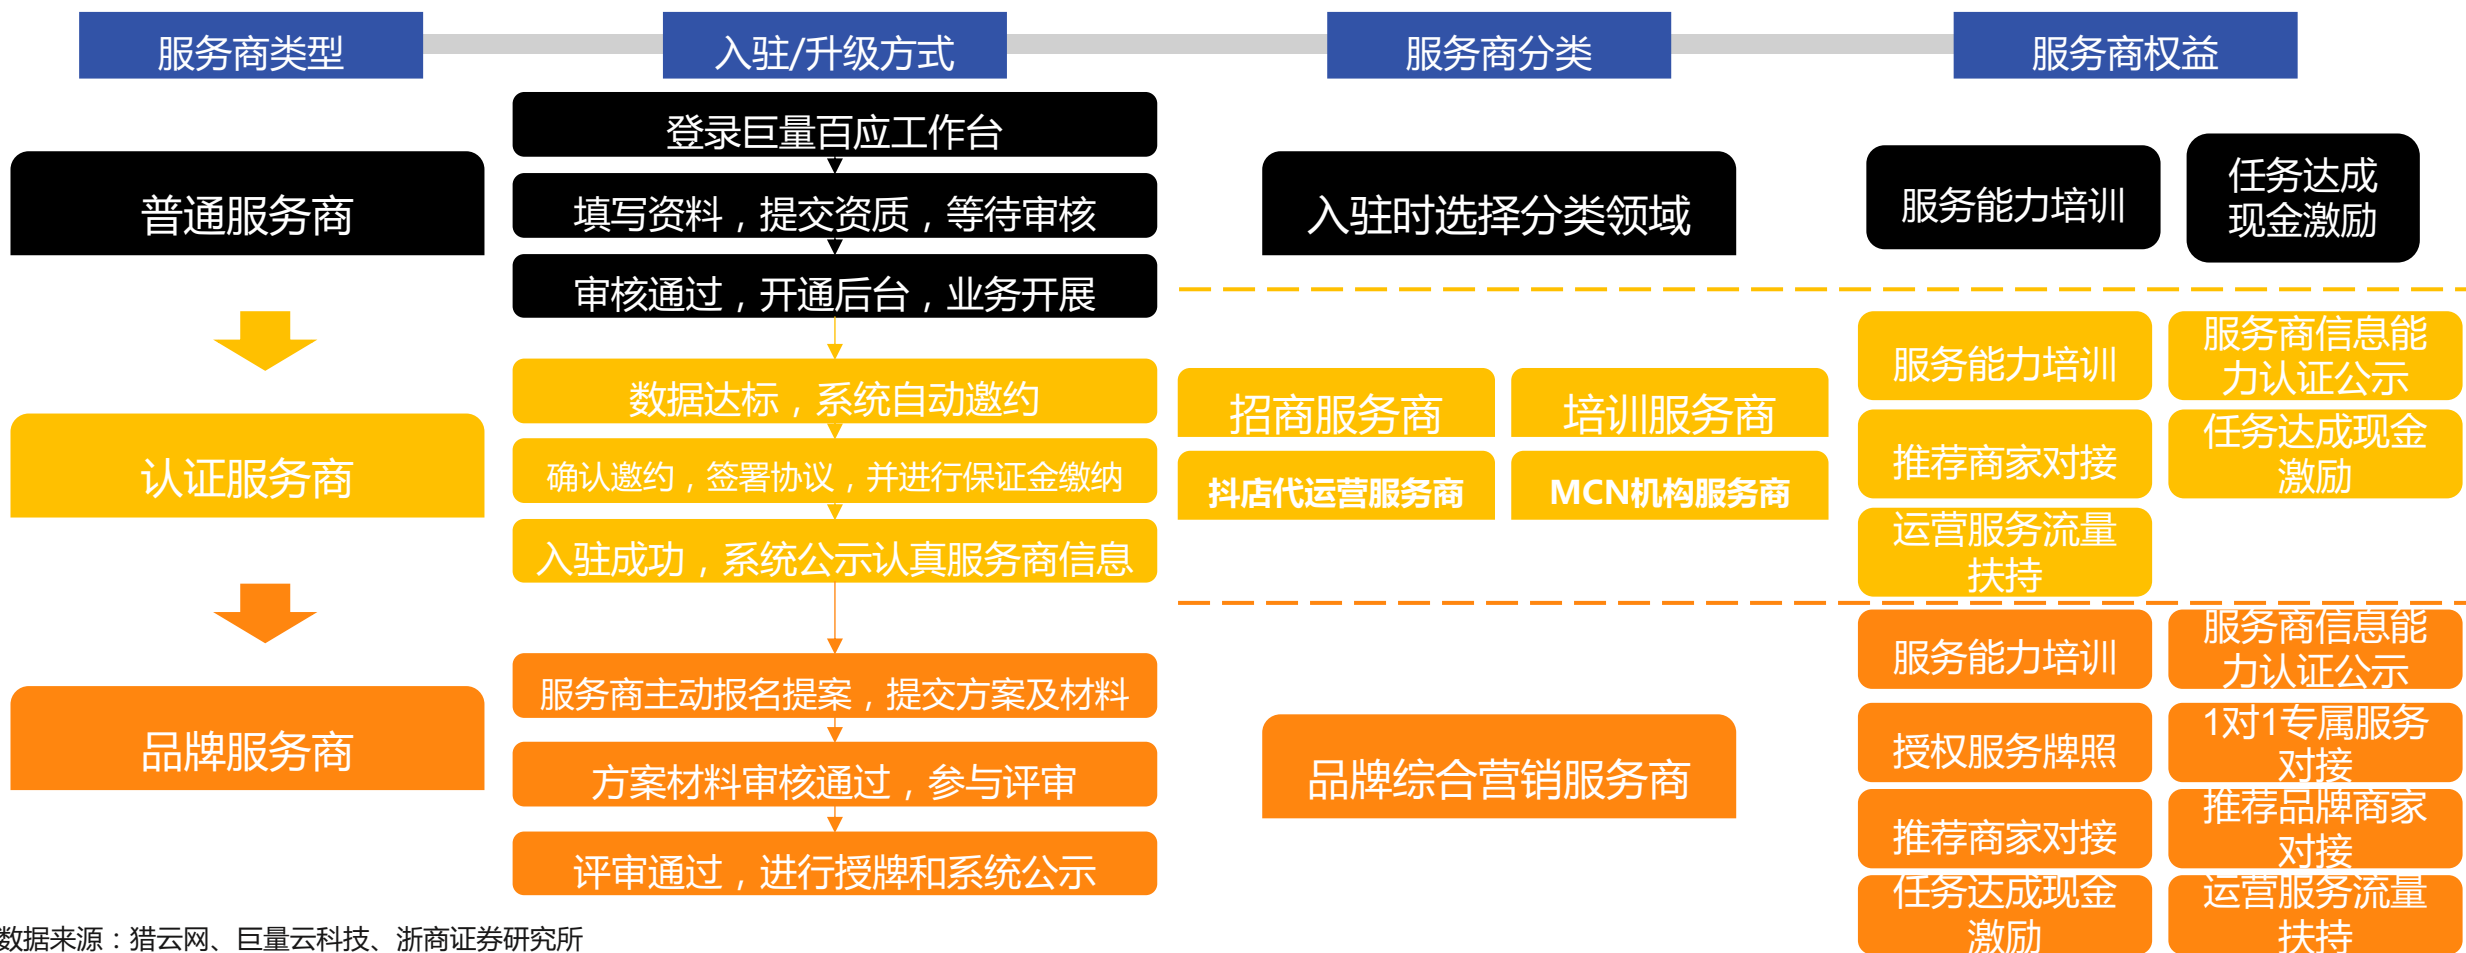 服务商类型
入驻/升级方式
服务商分类
服务商权益
普通服务商
登录巨量百应工作台
填写资料，提交资质，等待审核
审核通过，开通后台，业务开展
入驻时选择分类领域
服务能力培训
任务达成
现金激励
认证服务商
数据达标，系统自动邀约
确认邀约，签署协议，并进行保证金缴纳
入驻成功，系统公示认真服务商信息
招商服务商
培训服务商
抖店代运营服务商
MCN机构服务商
服务能力培训
服务商信息能
力认证公示
推荐商家对接
任务达成现金
激励
运营服务流量
扶持
品牌服务商
服务商主动报名提案，提交方案及材料
方案材料审核通过，参与评审
评审通过，进行授牌和系统公示
品牌综合营销服务商
服务能力培训
服务商信息能
力认证公示
授权服务牌照
1对1专属服务
对接
推荐商家对接
推荐品牌商家
对接
任务达成现金
激励
运营服务流量
扶持
数据来源：猎云网、巨量云科技、浙商证券研究所